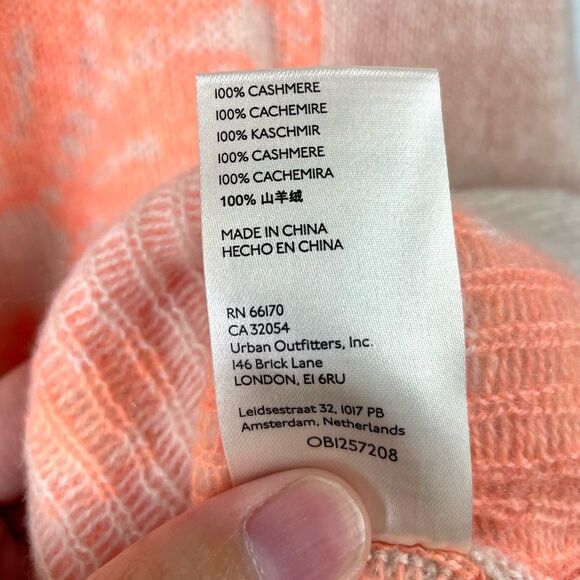 100% CASHMERE
100% CACHEMIRE
100% KASCHMIR
100% CASHMERE
100% CACHEMIRA
100% 山羊绒
MADE IN CHINA
HECHO EN CHINA
RN 66170
CA 32054
Urban Outfitters, Inc.
146 Brick Lane
LONDON, E1 6RU
Leidsestraat 32, 1017 PB
Amsterdam, Netherlands
OB1257208